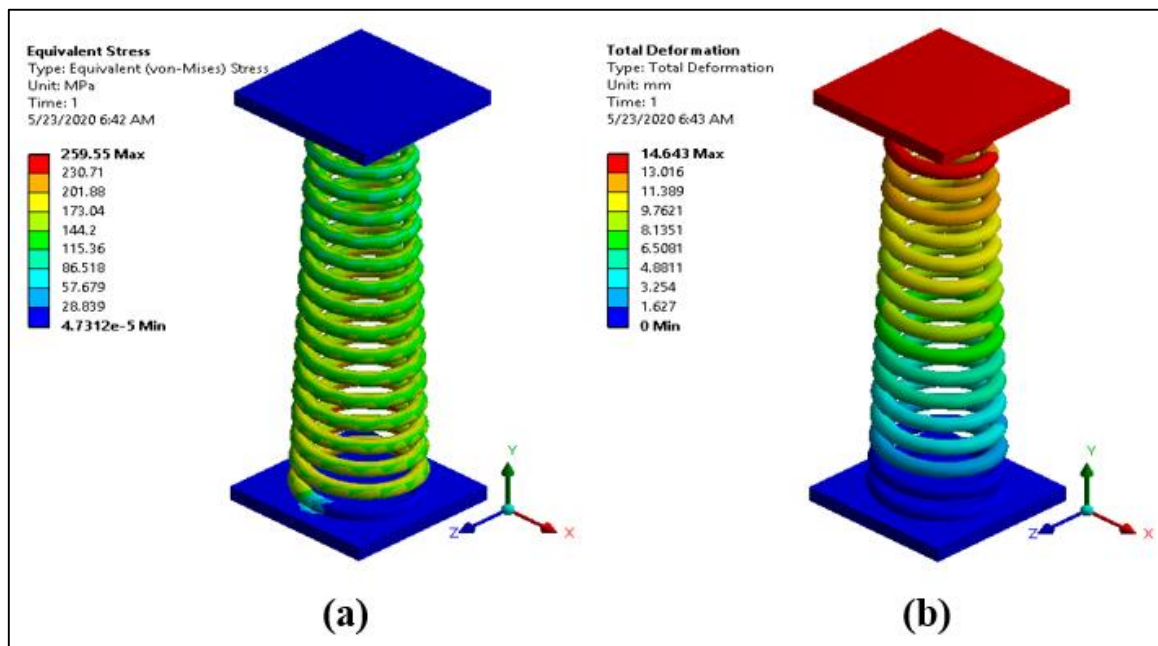 Equivalent Stress
Type: Equivalent (von-Mises) Stress
Unit: MPa
Time: 1
5/23/2020 6:42 AM
259.55 Max
230.71
201.88
173.04
144.2
115.36
86.518
57.679
28.839
4.7312e-5 Min
Y
Z
X
(a)
Total Deformation
Type: Total Deformation
Unit: mm
Time: 1
5/23/2020 6:43 AM
14.643 Max
13.016
11.389
9.7621
8.1351
6.5081
4.8811
3.254
1.627
0 Min
Y
Z
X
(b)